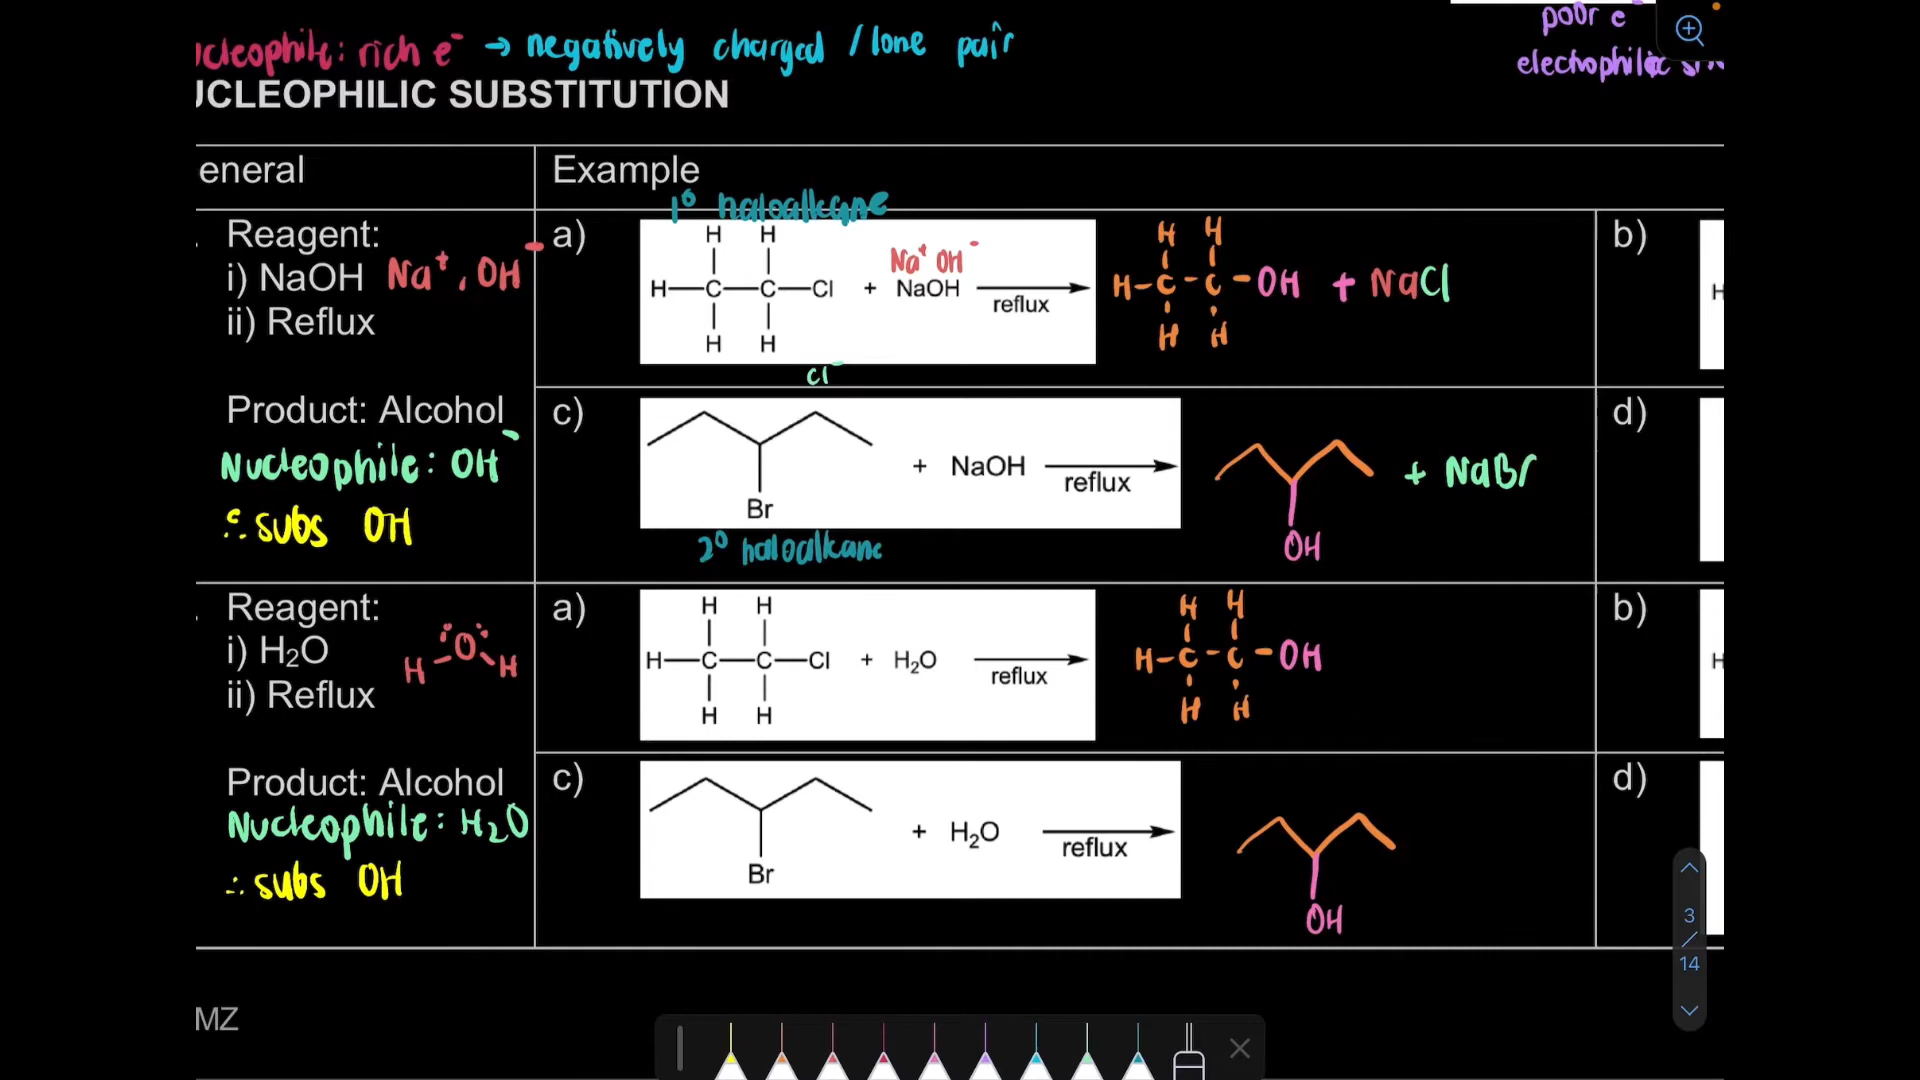 poor e⁻
ucleophile: rich e⁻ → negatively charged / lone pair
electrophilic
UCLEOPHILIC SUBSTITUTION
eneral
Example
1° haloalkane
. Reagent:
i) NaOH Na⁺, OH⁻
ii) Reflux
a)
H H
Na⁺ OH⁻
H—C—C—Cl + NaOH
reflux
H H
Cl⁻
H H
H-C-C-OH + NaCl
H H
b)
H
Product: Alcohol
Nucleophile: OH⁻
∴ subs OH
c)
Br
+ NaOH
reflux
2° haloalkane
OH
+ NaBr
d)
. Reagent:
i) H₂O
ii) Reflux
H-O-H
a)
H H
H—C—C—Cl + H₂O
reflux
H H
H H
H-C-C-OH
H H
b)
H
Product: Alcohol
Nucleophile: H₂O
∴ subs OH
c)
Br
+ H₂O
reflux
OH
d)
3
/
14
MZ